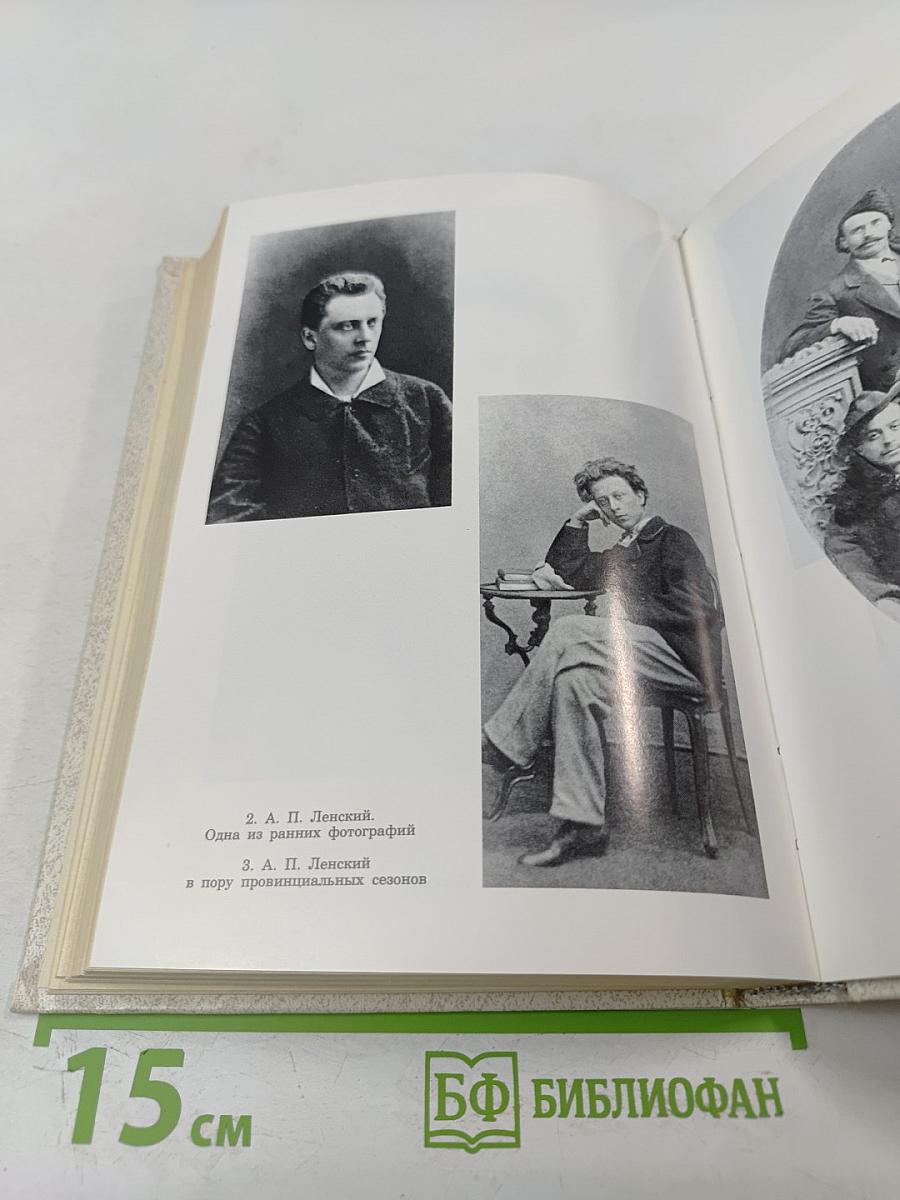 2. А. П. Ленский.
Одна из ранних фотографий
3. А. П. Ленский
в пору провинциальных сезонов
15 см
БФ БИБЛИОФАН